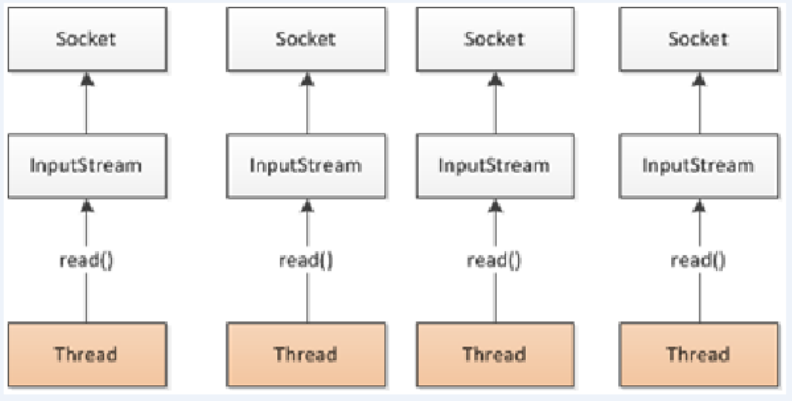 Socket Socket Socket Socket
InputStream InputStream InputStream InputStream
read() read() read() read()
Thread Thread Thread Thread